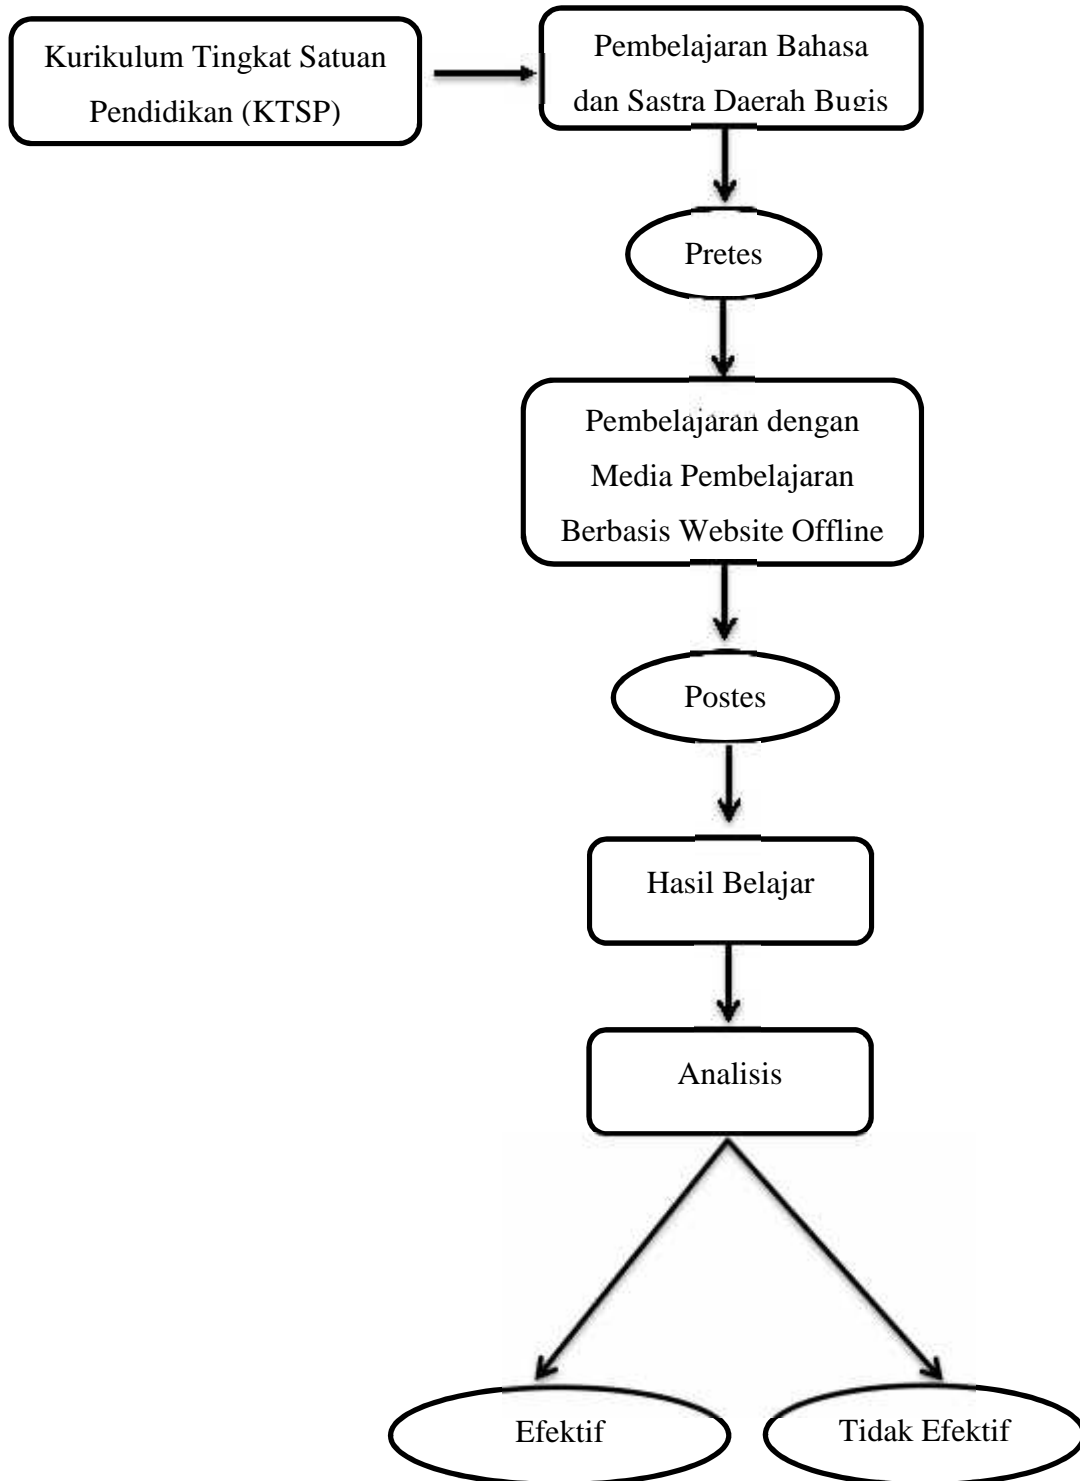 Kurikulum Tingkat Satuan
Pendidikan (KTSP)
Pembelajaran Bahasa
dan Sastra Daerah Bugis
Pretes
Pembelajaran dengan
Media Pembelajaran
Berbasis Website Offline
Postes
Hasil Belajar
Analisis
Efektif
Tidak Efektif